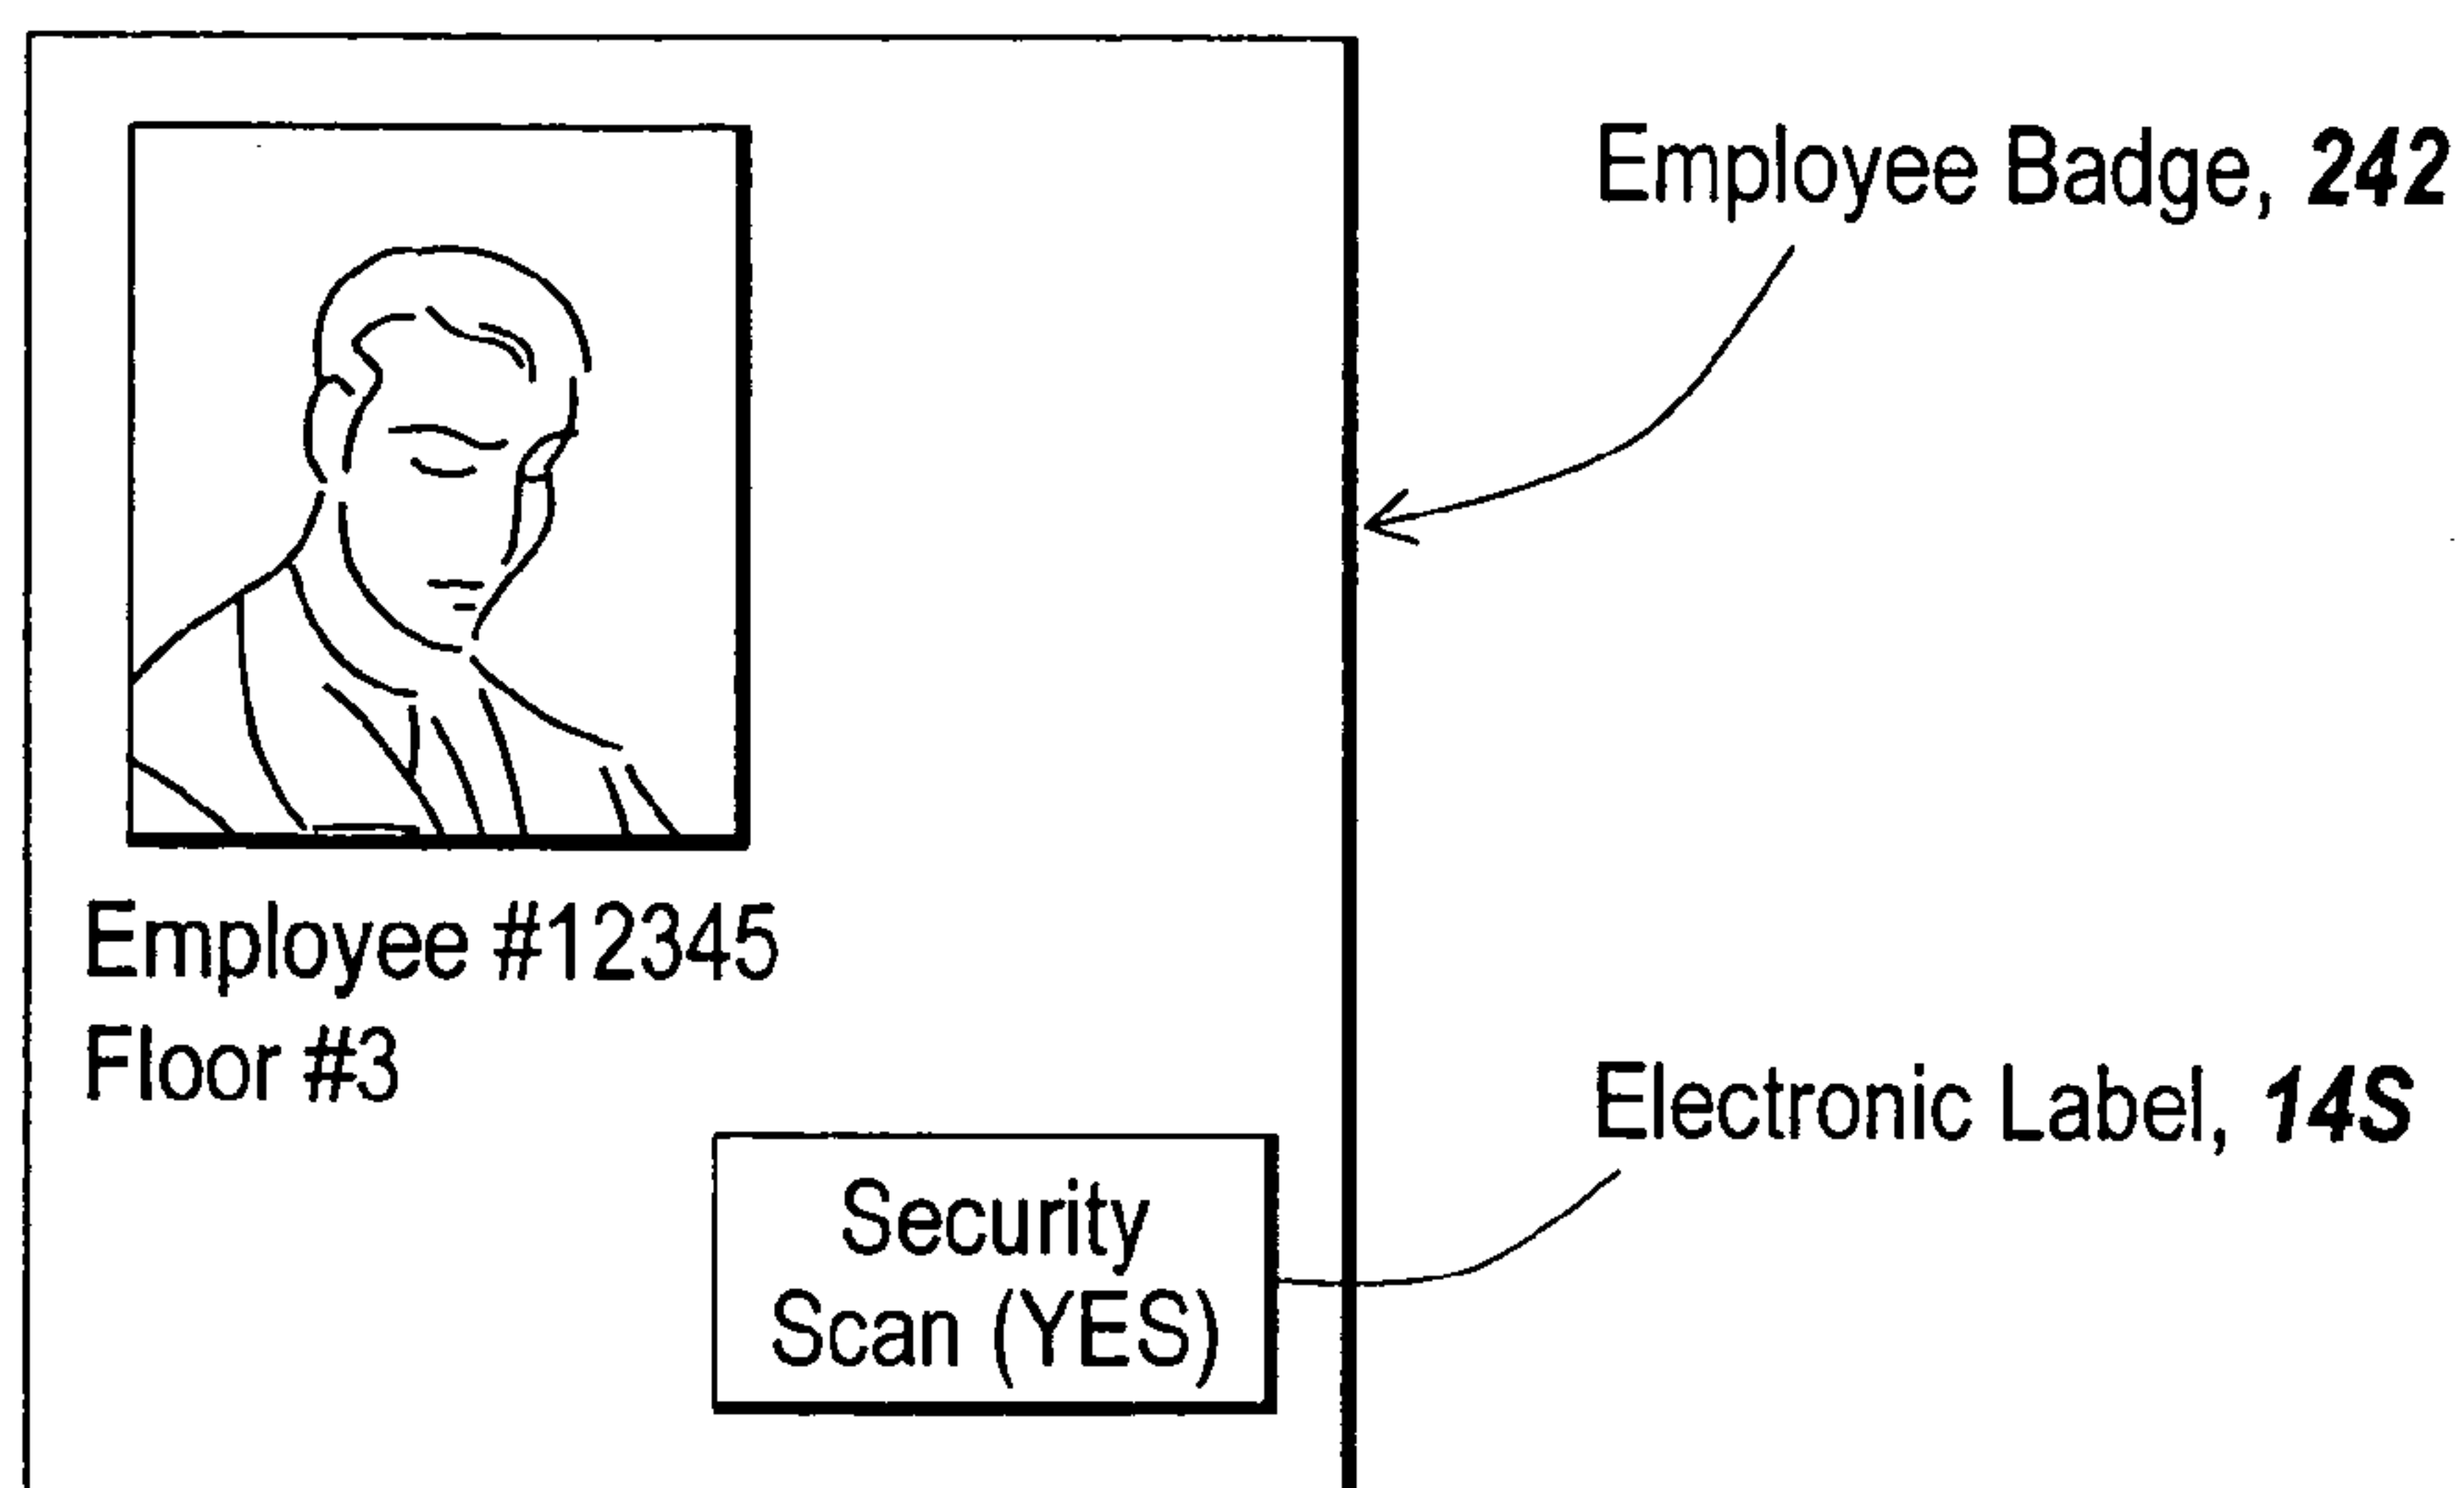 Employee Badge, 242
Employee #12345
Floor #3
Electronic Label, 14S
Security
Scan (YES)